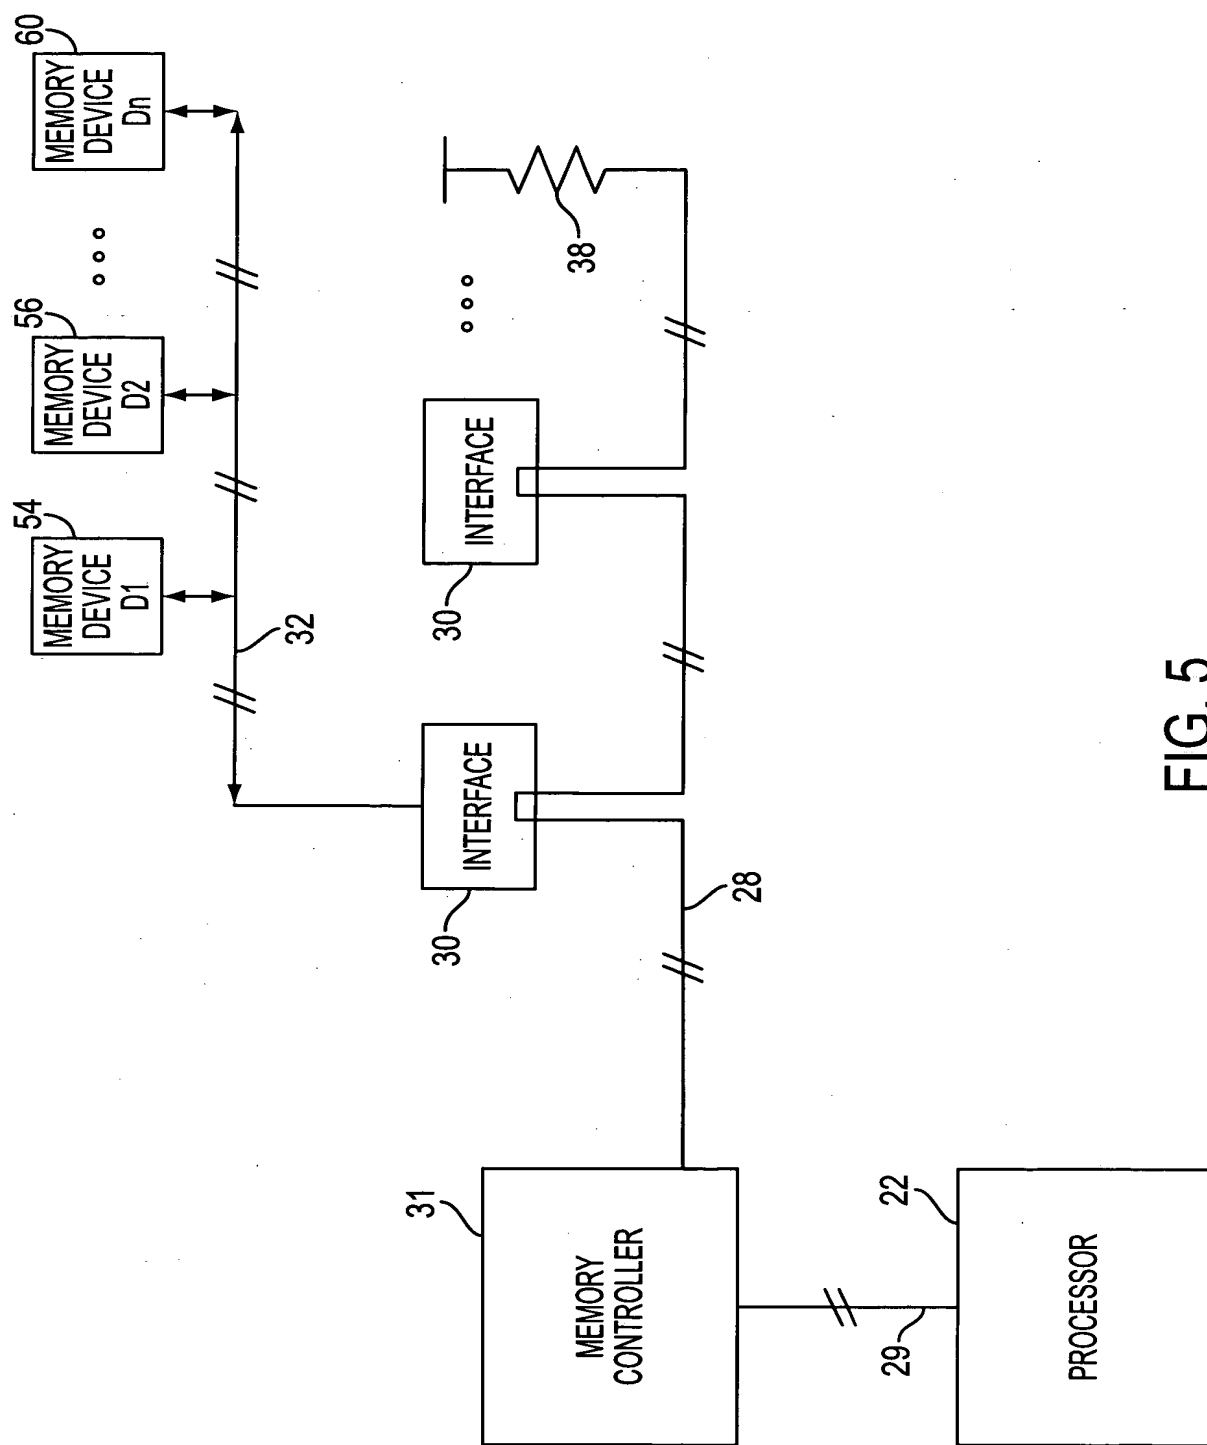 60
MEMORY
DEVICE
Dn
56
MEMORY
DEVICE
D2
54
MEMORY
DEVICE
D1
32
38
INTERFACE
30
INTERFACE
30
28
31
MEMORY
CONTROLLER
22
PROCESSOR
29
FIG. 5